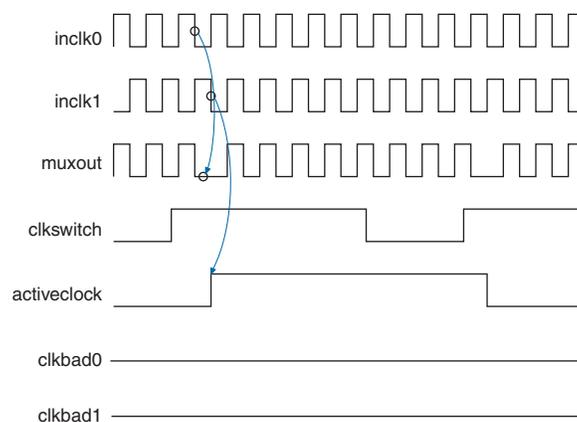 inclk0
inclk1
muxout
clkswitch
activeclock
clkbad0
clkbad1